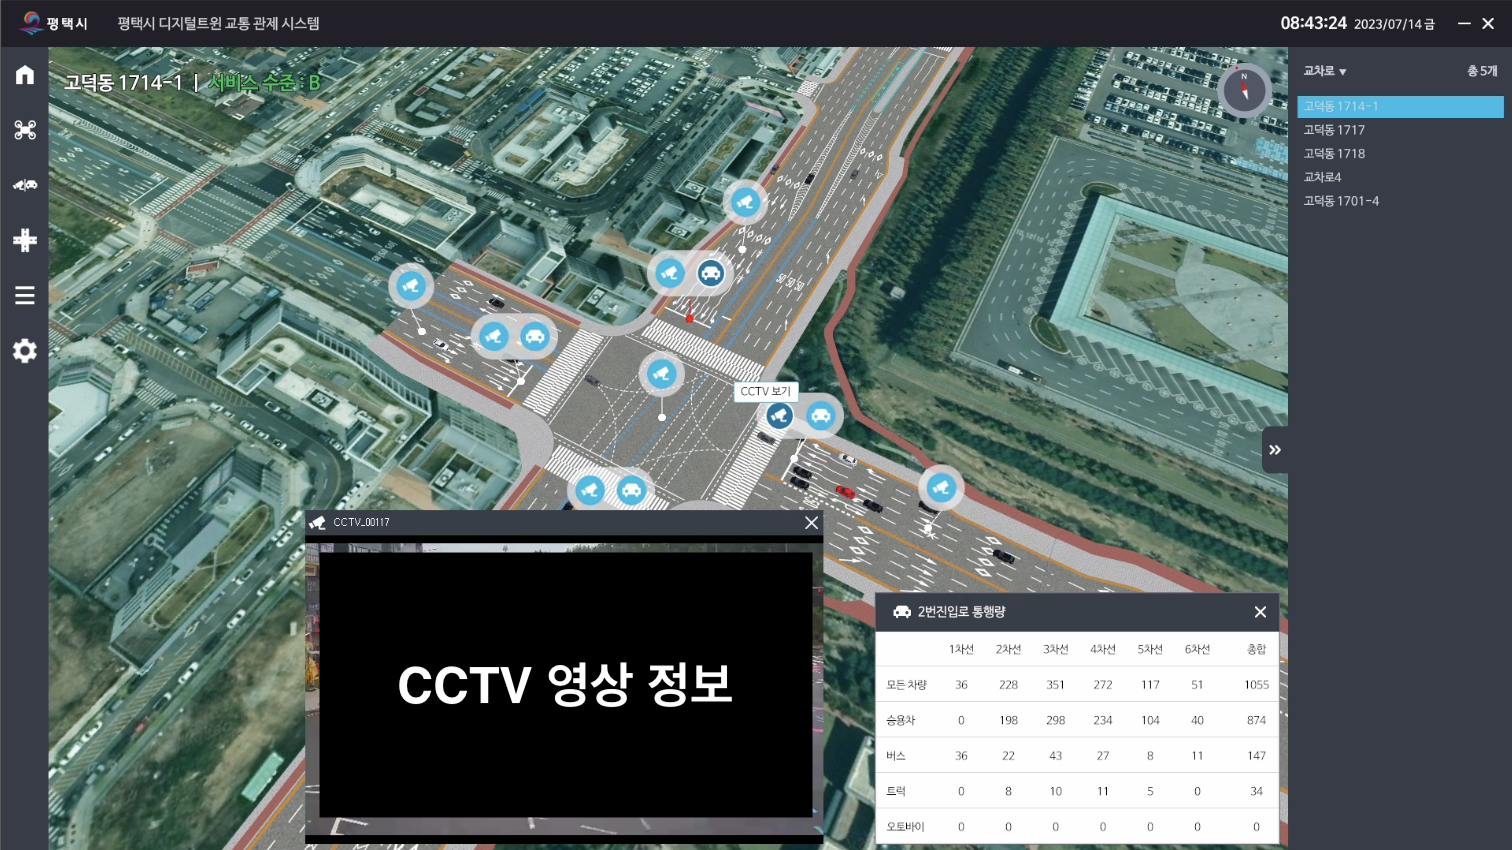 평택시
평택시 디지털트윈 교통 관제 시스템
08:43:24 2023/07/14 금
고덕동 1714-1 | 서비스 수준 : B
N
교차로 ▼ 총 5개
고덕동 1714-1
고덕동 1717
고덕동 1718
교차로4
고덕동 1701-4
50 50 50
CCTV 보기
CCTV_00117
CCTV 영상 정보
2번진입로 통행량
1차선 2차선 3차선 4차선 5차선 6차선 총합
모든 차량 36 228 351 272 117 51 1055
승용차 0 198 298 234 104 40 874
버스 36 22 43 27 8 11 147
트럭 0 8 10 11 5 0 34
오토바이 0 0 0 0 0 0 0